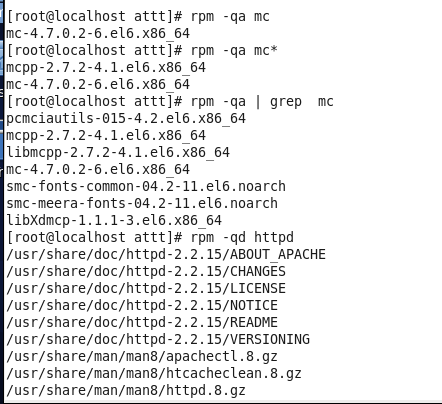 [root@localhost attt]# rpm -qa mc
mc-4.7.0.2-6.el6.x86_64
[root@localhost attt]# rpm -qa mc*
mcpp-2.7.2-4.1.el6.x86_64
mc-4.7.0.2-6.el6.x86_64
[root@localhost attt]# rpm -qa | grep  mc
pcmciautils-015-4.2.el6.x86_64
mcpp-2.7.2-4.1.el6.x86_64
libmcpp-2.7.2-4.1.el6.x86_64
mc-4.7.0.2-6.el6.x86_64
smc-fonts-common-04.2-11.el6.noarch
smc-meera-fonts-04.2-11.el6.noarch
libXdmcp-1.1.1-3.el6.x86_64
[root@localhost attt]# rpm -qd httpd
/usr/share/doc/httpd-2.2.15/ABOUT_APACHE
/usr/share/doc/httpd-2.2.15/CHANGES
/usr/share/doc/httpd-2.2.15/LICENSE
/usr/share/doc/httpd-2.2.15/NOTICE
/usr/share/doc/httpd-2.2.15/README
/usr/share/doc/httpd-2.2.15/VERSIONING
/usr/share/man/man8/apachectl.8.gz
/usr/share/man/man8/htcacheclean.8.gz
/usr/share/man/man8/httpd.8.gz